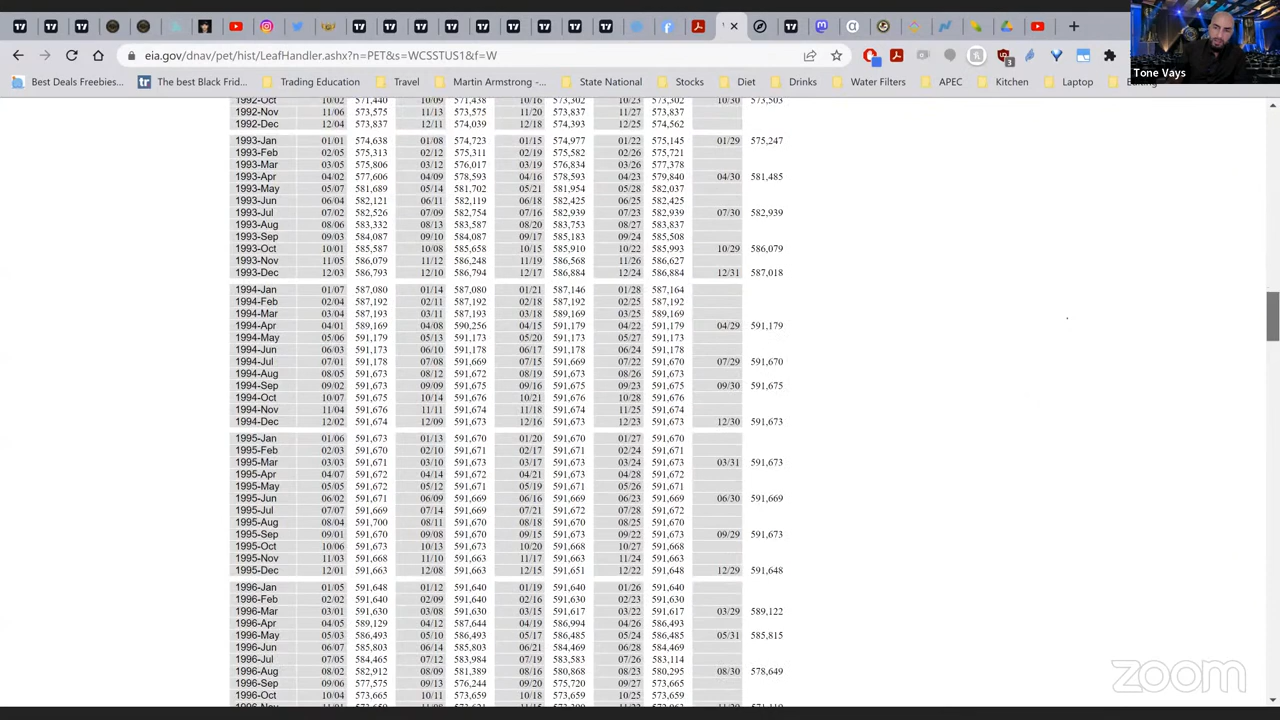 eia.gov/dnav/pet/hist/LeafHandler.ashx?n=PET&s=WCSSTUS1&f=W
Tone Vays
Best Deals Freebies... The best Black Frid... Trading Education Travel Martin Armstrong -... State National Stocks Diet Drinks Water Filters APEC Kitchen Laptop
1992-Oct 10/02 571,440 10/09 571,438 10/16 573,302 10/23 573,302 10/30 573,503
1992-Nov 11/06 573,575 11/13 573,575 11/20 573,837 11/27 573,837
1992-Dec 12/04 573,837 12/11 574,039 12/18 574,393 12/25 574,562
1993-Jan 01/01 574,638 01/08 574,723 01/15 574,977 01/22 575,145 01/29 575,247
1993-Feb 02/05 575,313 02/12 575,311 02/19 575,582 02/26 575,721
1993-Mar 03/05 575,806 03/12 576,017 03/19 576,834 03/26 577,378
1993-Apr 04/02 577,606 04/09 578,593 04/16 578,593 04/23 579,840 04/30 581,485
1993-May 05/07 581,689 05/14 581,702 05/21 581,954 05/28 582,037
1993-Jun 06/04 582,121 06/11 582,119 06/18 582,425 06/25 582,425
1993-Jul 07/02 582,526 07/09 582,754 07/16 582,939 07/23 582,939 07/30 582,939
1993-Aug 08/06 583,332 08/13 583,587 08/20 583,753 08/27 583,837
1993-Sep 09/03 584,087 09/10 584,087 09/17 585,183 09/24 585,508
1993-Oct 10/01 585,587 10/08 585,658 10/15 585,910 10/22 585,993 10/29 586,079
1993-Nov 11/05 586,079 11/12 586,248 11/19 586,568 11/26 586,627
1993-Dec 12/03 586,793 12/10 586,794 12/17 586,884 12/24 586,884 12/31 587,018
1994-Jan 01/07 587,080 01/14 587,080 01/21 587,146 01/28 587,164
1994-Feb 02/04 587,192 02/11 587,192 02/18 587,192 02/25 587,192
1994-Mar 03/04 587,193 03/11 587,193 03/18 589,169 03/25 589,169
1994-Apr 04/01 589,169 04/08 590,256 04/15 591,179 04/22 591,179 04/29 591,179
1994-May 05/06 591,179 05/13 591,173 05/20 591,173 05/27 591,173
1994-Jun 06/03 591,173 06/10 591,178 06/17 591,178 06/24 591,178
1994-Jul 07/01 591,178 07/08 591,669 07/15 591,669 07/22 591,670 07/29 591,670
1994-Aug 08/05 591,673 08/12 591,672 08/19 591,673 08/26 591,673
1994-Sep 09/02 591,673 09/09 591,675 09/16 591,675 09/23 591,675 09/30 591,675
1994-Oct 10/07 591,675 10/14 591,676 10/21 591,676 10/28 591,676
1994-Nov 11/04 591,676 11/11 591,674 11/18 591,674 11/25 591,674
1994-Dec 12/02 591,674 12/09 591,673 12/16 591,673 12/23 591,673 12/30 591,673
1995-Jan 01/06 591,673 01/13 591,670 01/20 591,670 01/27 591,670
1995-Feb 02/03 591,670 02/10 591,671 02/17 591,671 02/24 591,671
1995-Mar 03/03 591,671 03/10 591,673 03/17 591,673 03/24 591,673 03/31 591,673
1995-Apr 04/07 591,672 04/14 591,672 04/21 591,673 04/28 591,672
1995-May 05/05 591,672 05/12 591,671 05/19 591,671 05/26 591,671
1995-Jun 06/02 591,671 06/09 591,669 06/16 591,669 06/23 591,669 06/30 591,669
1995-Jul 07/07 591,669 07/14 591,669 07/21 591,672 07/28 591,672
1995-Aug 08/04 591,700 08/11 591,670 08/18 591,670 08/25 591,670
1995-Sep 09/01 591,670 09/08 591,670 09/15 591,673 09/22 591,673 09/29 591,673
1995-Oct 10/06 591,673 10/13 591,673 10/20 591,668 10/27 591,668
1995-Nov 11/03 591,668 11/10 591,663 11/17 591,663 11/24 591,663
1995-Dec 12/01 591,663 12/08 591,663 12/15 591,651 12/22 591,648 12/29 591,648
1996-Jan 01/05 591,648 01/12 591,640 01/19 591,640 01/26 591,640
1996-Feb 02/02 591,640 02/09 591,640 02/16 591,630 02/23 591,630
1996-Mar 03/01 591,630 03/08 591,630 03/15 591,617 03/22 591,617 03/29 589,122
1996-Apr 04/05 589,129 04/12 587,644 04/19 586,994 04/26 586,493
1996-May 05/03 586,493 05/10 586,493 05/17 586,485 05/24 586,485 05/31 585,815
1996-Jun 06/07 585,803 06/14 585,803 06/21 584,469 06/28 584,469
1996-Jul 07/05 584,465 07/12 583,984 07/19 583,583 07/26 583,114
1996-Aug 08/02 582,912 08/09 581,389 08/16 580,868 08/23 580,295 08/30 578,649
1996-Sep 09/06 577,575 09/13 576,244 09/20 575,720 09/27 573,665
1996-Oct 10/04 573,665 10/11 573,659 10/18 573,659 10/25 573,659
zoom